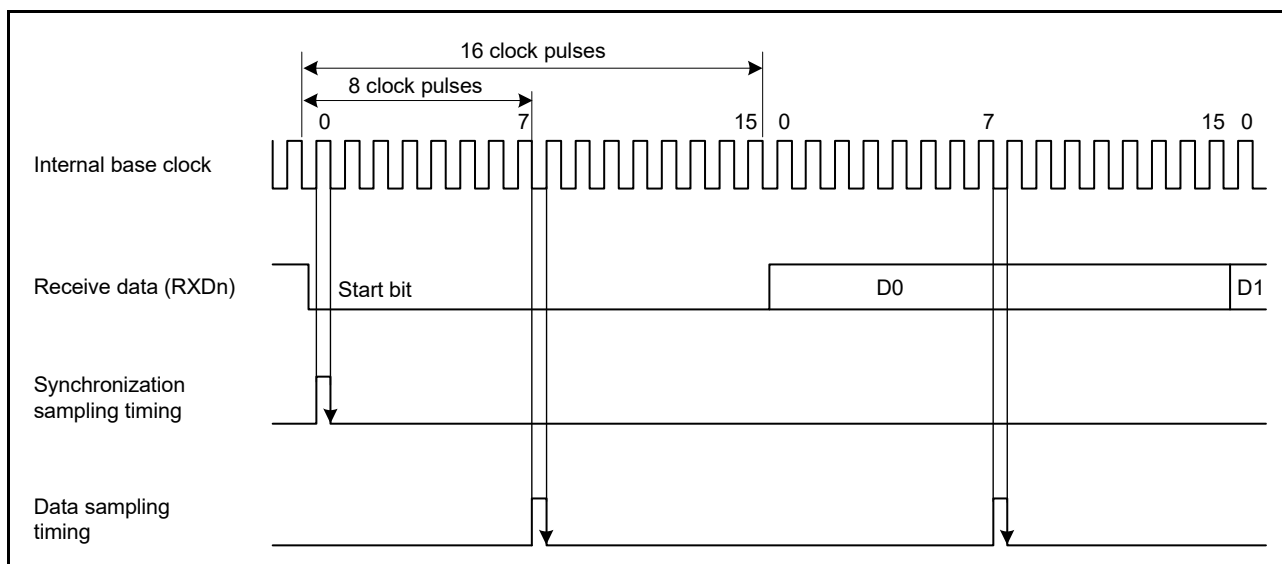 16 clock pulses
8 clock pulses
0 7 15 0 7 15 0
Internal base clock
Receive data (RXDn) Start bit D0 D1
Synchronization
sampling timing
Data sampling
timing